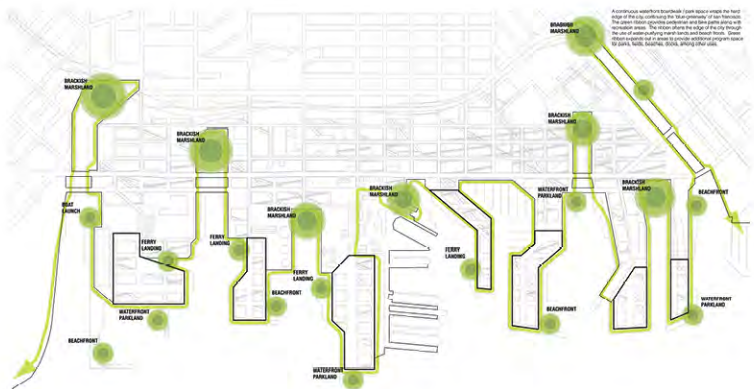 A continuous waterfront boardwalk / park space wraps the hard
edge of the city, continuing the 'blue-greenway' of san francisco.
The green ribbon provides pedestrian and bike paths along with
recreation areas. The ribbon softens the edge of the city through
the use of water-purifying marsh lands and beach fronts. Green
ribbon expands out in areas to provide additional program space
for parks, fields, beaches, docks, among other uses.
BRACKISH
MARSHLAND
BRACKISH
MARSHLAND
BRACKISH
MARSHLAND
BRACKISH
MARSHLAND
BRACKISH
MARSHLAND
BRACKISH
MARSHLAND
BRACKISH
MARSHLAND
WATERFRONT
PARKLAND
BEACHFRONT
BOAT
LAUNCH
FERRY
LANDING
FERRY
LANDING
FERRY
LANDING
FERRY
LANDING
BEACHFRONT
WATERFRONT
PARKLAND
BEACHFRONT
WATERFRONT
PARKLAND
BEACHFRONT
WATERFRONT
PARKLAND